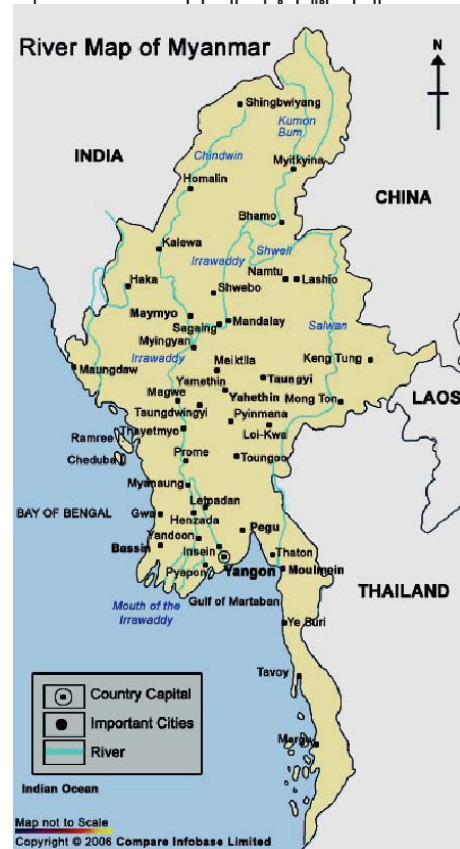 River Map of Myanmar
N
Shingbwiyang
Kumon
Bum
INDIA
Chindwin
Myitkyina
Homalin
CHINA
Bhamo
Kalewa
Shweli
Irrawaddy
Namtu
Lashio
Haka
Shwebo
Maymyo
Mandalay
Sagaing
Salwan
Myingyan
Irrawaddy
Meiktila
Keng Tung
Maungdaw
Yamethin
Taungyi
Magwe
Yahethin
Mong Ton
LAOS
Taungdwingyi
Pyinmana
Thayetmyo
Loi-Kwa
Ramree
Prome
Toungoo
Cheduba
Myanaung
Letpadan
BAY OF BENGAL
Gwa
Henzada
Pegu
Yandoon
Bassin
Insein
Thaton
Pyapon
Yangon
Moulmein
THAILAND
Mouth of the
Irrawaddy
Gulf of Martaban
Ye Buri
Tavoy
Country Capital
Important Cities
Mergu
River
Indian Ocean
Map not to Scale
Copyright © 2006 Compare Infobase Limited